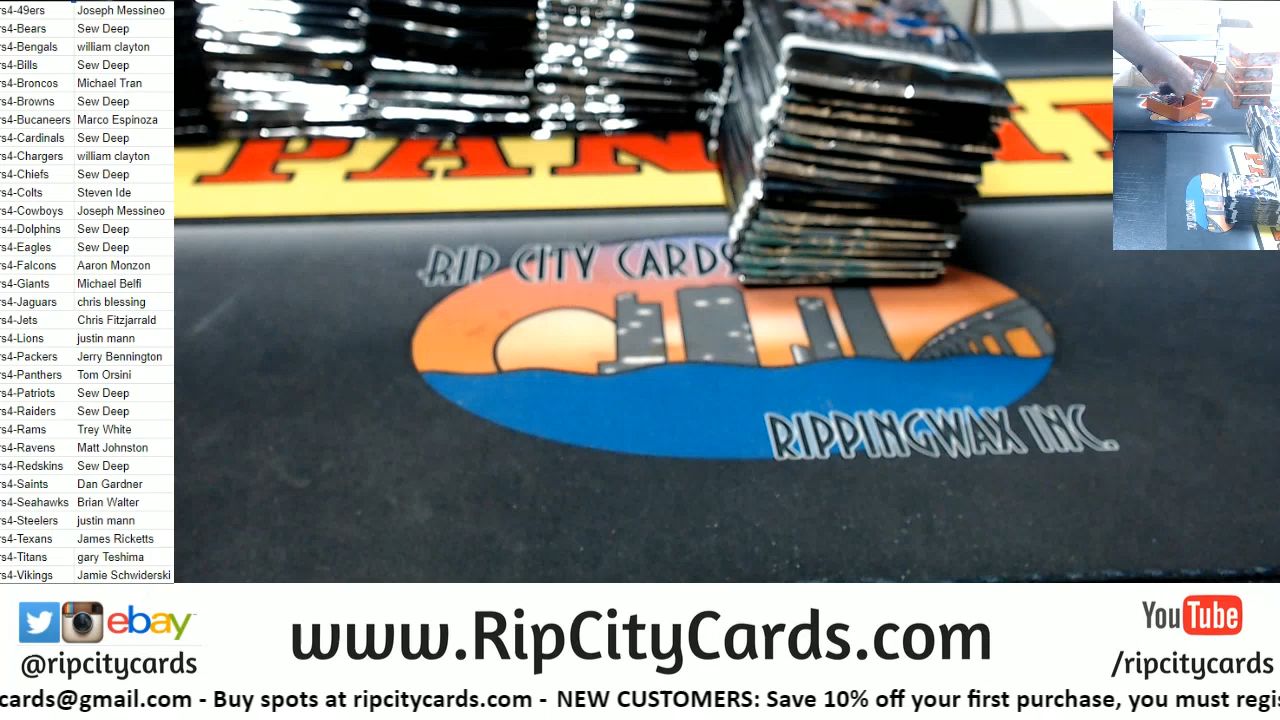 rs4-49ers Joseph Messineo
rs4-Bears Sew Deep
rs4-Bengals william clayton
rs4-Bills Sew Deep
rs4-Broncos Michael Tran
rs4-Browns Sew Deep
rs4-Bucaneers Marco Espinoza
rs4-Cardinals Sew Deep
rs4-Chargers william clayton
rs4-Chiefs Sew Deep
rs4-Colts Steven Ide
rs4-Cowboys Joseph Messineo
rs4-Dolphins Sew Deep
rs4-Eagles Sew Deep
rs4-Falcons Aaron Monzon
rs4-Giants Michael Belfi
rs4-Jaguars chris blessing
rs4-Jets Chris Fitzjarrald
rs4-Lions justin mann
rs4-Packers Jerry Bennington
rs4-Panthers Tom Orsini
rs4-Patriots Sew Deep
rs4-Raiders Sew Deep
rs4-Rams Trey White
rs4-Ravens Matt Johnston
rs4-Redskins Sew Deep
rs4-Saints Dan Gardner
rs4-Seahawks Brian Walter
rs4-Steelers justin mann
rs4-Texans James Ricketts
rs4-Titans gary Teshima
rs4-Vikings Jamie Schwiderski
PANI
RIP CITY CARDS
RIPPINGWAX INC.
ebay
@ripcitycards
www.RipCityCards.com
YouTube
/ripcitycards
cards@gmail.com - Buy spots at ripcitycards.com - NEW CUSTOMERS: Save 10% off your first purchase, you must regis